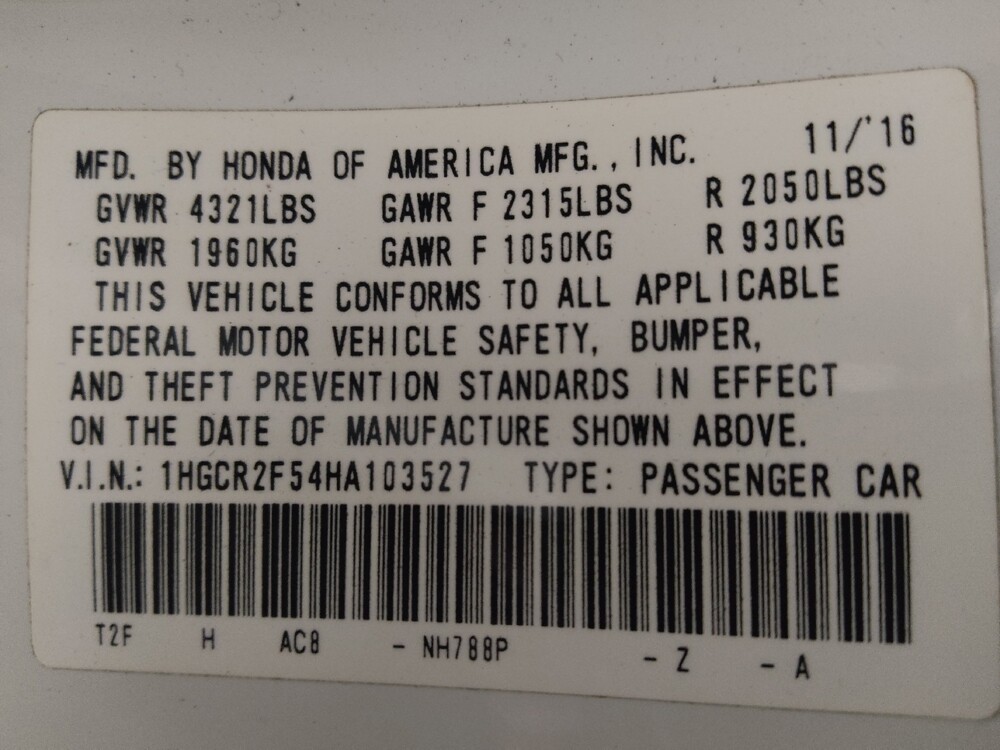 MFD. BY HONDA OF AMERICA MFG., INC. 11/'16
GVWR 4321LBS GAWR F 2315LBS R 2050LBS
GVWR 1960KG GAWR F 1050KG R 930KG
THIS VEHICLE CONFORMS TO ALL APPLICABLE
FEDERAL MOTOR VEHICLE SAFETY, BUMPER,
AND THEFT PREVENTION STANDARDS IN EFFECT
ON THE DATE OF MANUFACTURE SHOWN ABOVE.
V.I.N.: 1HGCR2F54HA103527 TYPE: PASSENGER CAR
T2F H AC8 - NH788P - Z - A